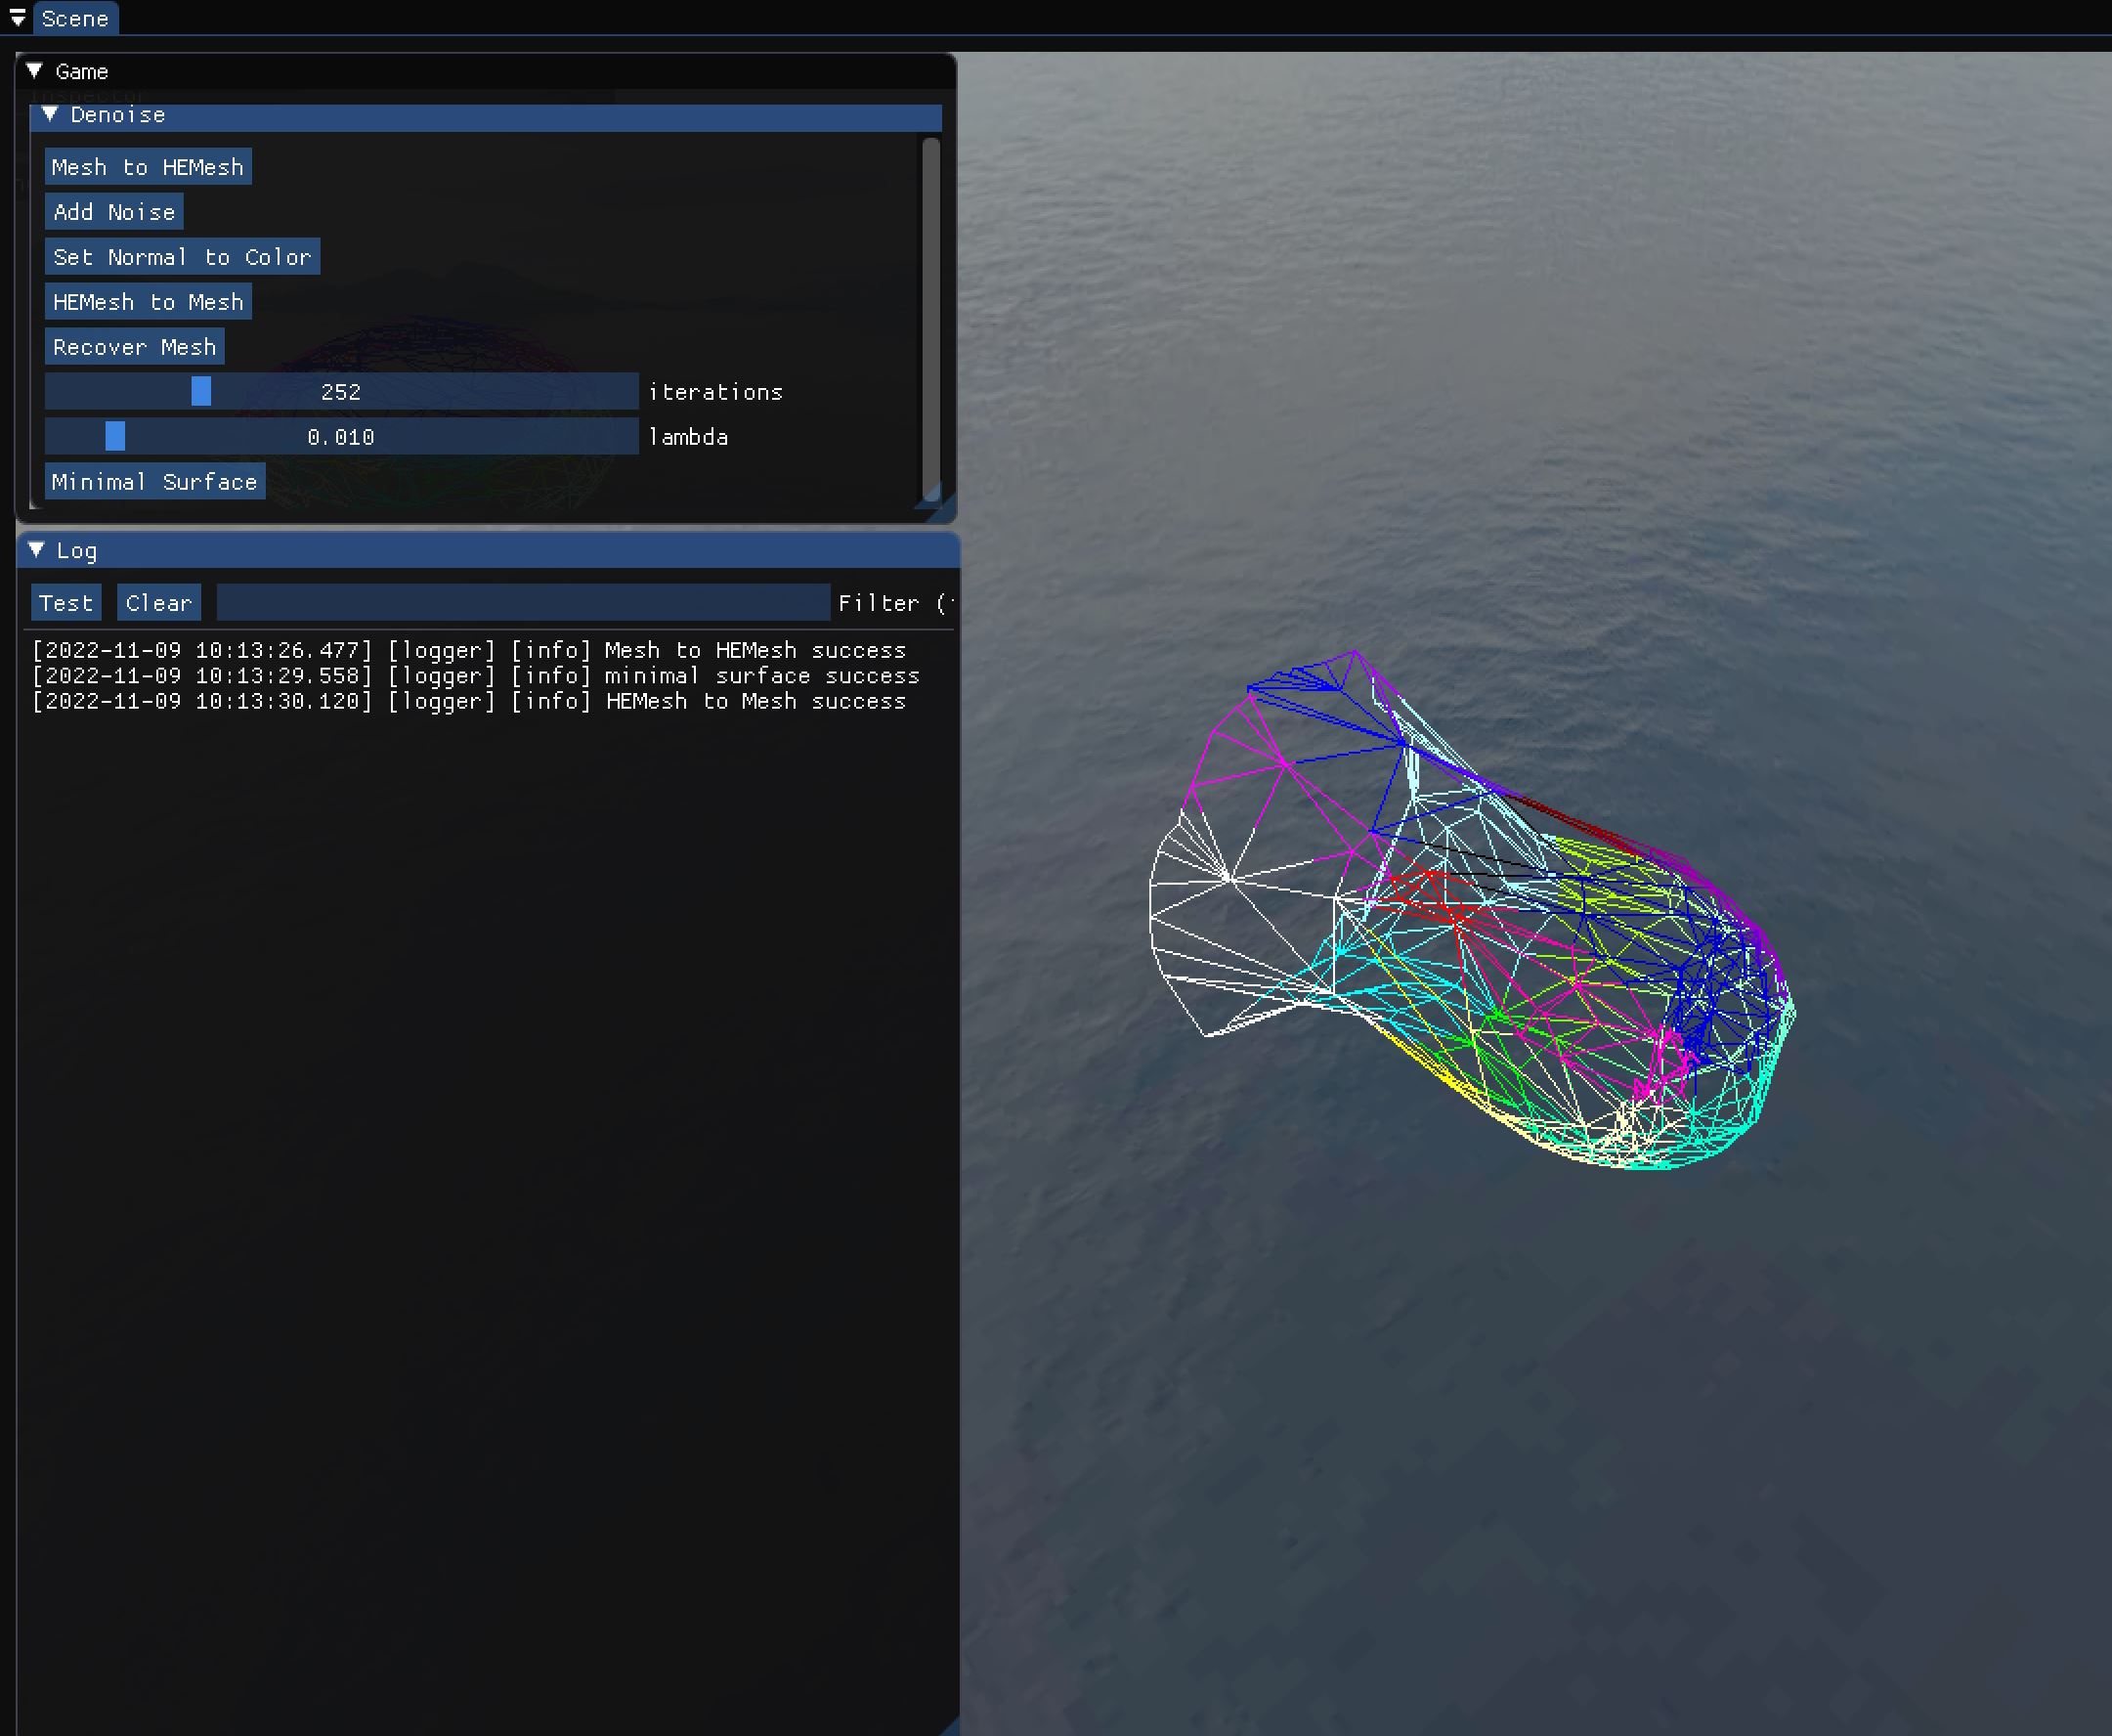 Scene
Game
Inspector
Denoise
Mesh to HEMesh
Add Noise
Set Normal to Color
HEMesh to Mesh
Recover Mesh
252 iterations
0.010 lambda
Minimal Surface
Log
Test Clear Filter (
[2022-11-09 10:13:26.477] [logger] [info] Mesh to HEMesh success
[2022-11-09 10:13:29.558] [logger] [info] minimal surface success
[2022-11-09 10:13:30.120] [logger] [info] HEMesh to Mesh success